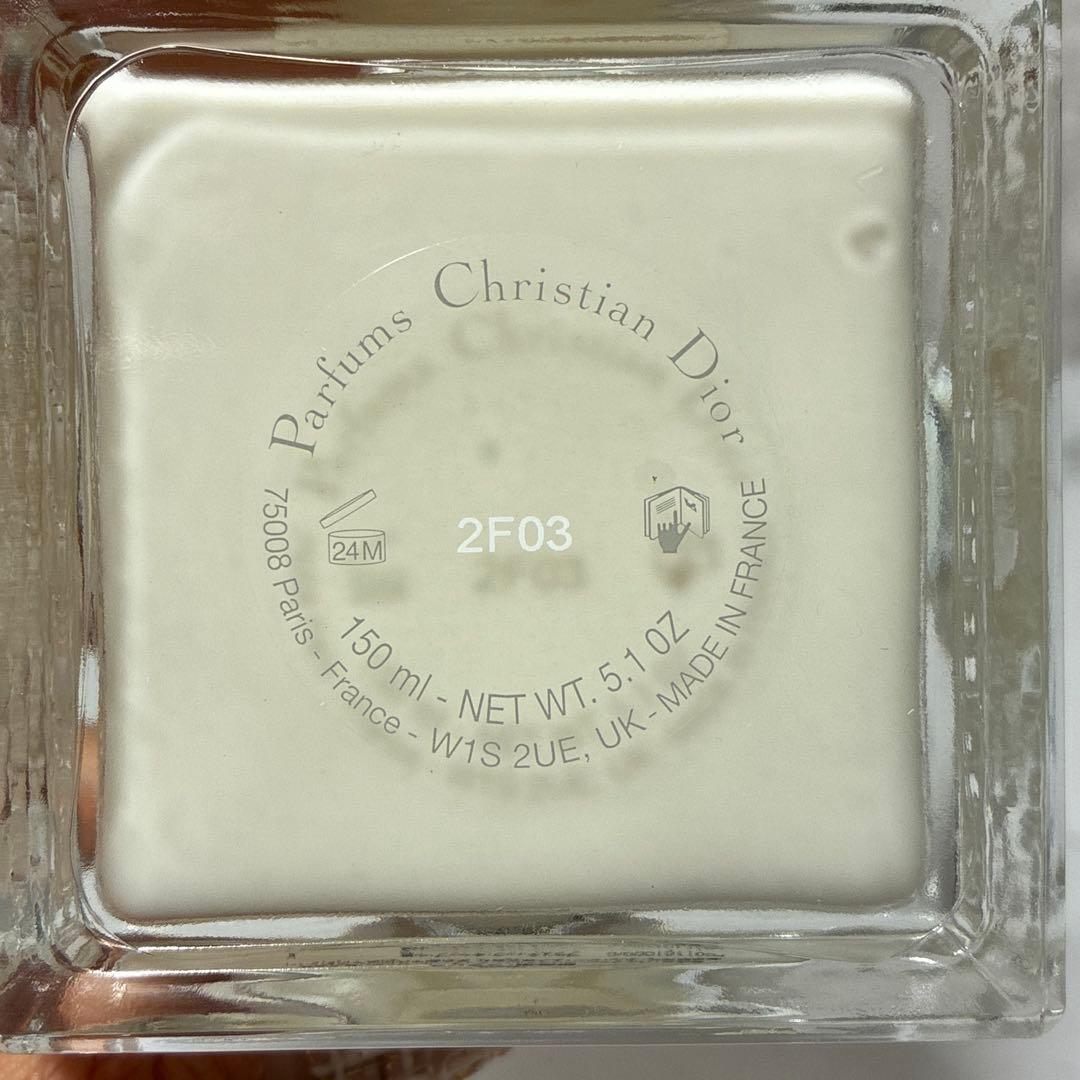 Parfums Christian Dior
24M
2F03
150 ml - NET WT. 5.1 OZ
75008 Paris - France - W1S 2UE, UK - MADE IN FRANCE